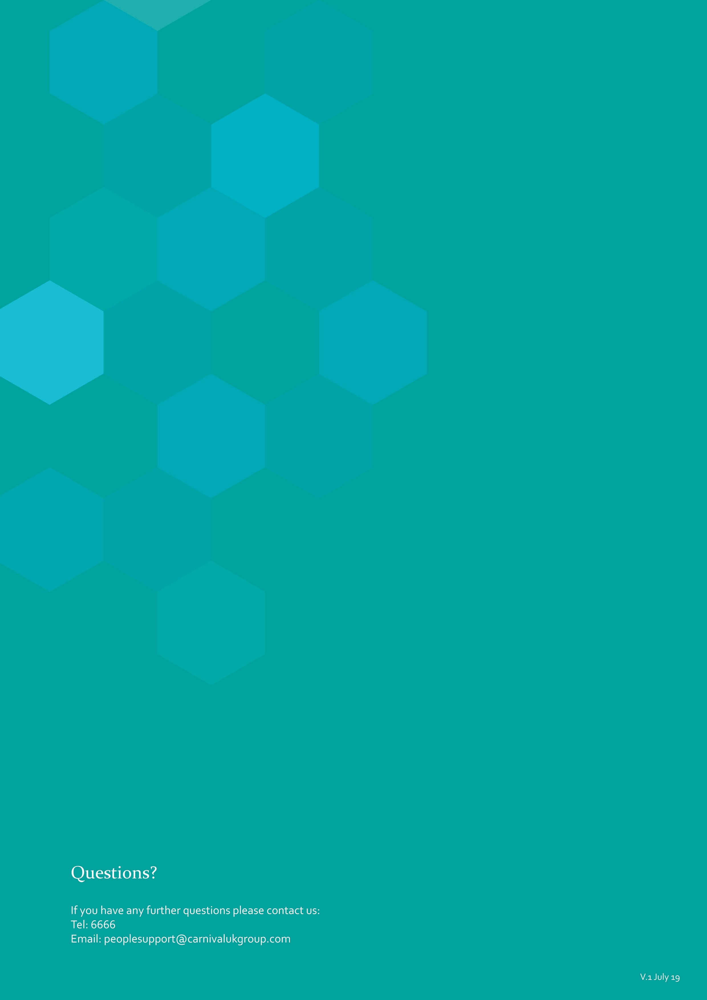 Questions?
If you have any further questions please contact us:
Tel: 6666
Email: peoplesupport@carnivalukgroup.com
V.1 July 19